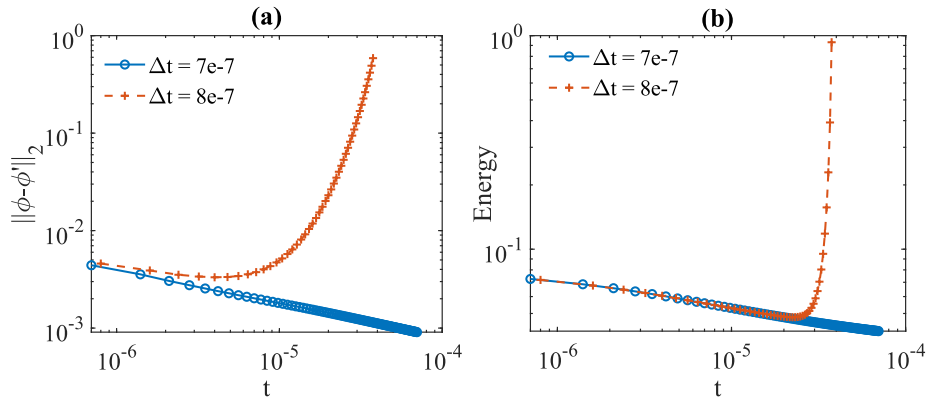 (a)
10^0
10^-1
10^-2
10^-3
||ϕ-ϕ'||_2
Δt = 7e-7
Δt = 8e-7
10^-6
10^-5
10^-4
t
(b)
10^0
10^-1
Energy
Δt = 7e-7
Δt = 8e-7
10^-6
10^-5
10^-4
t